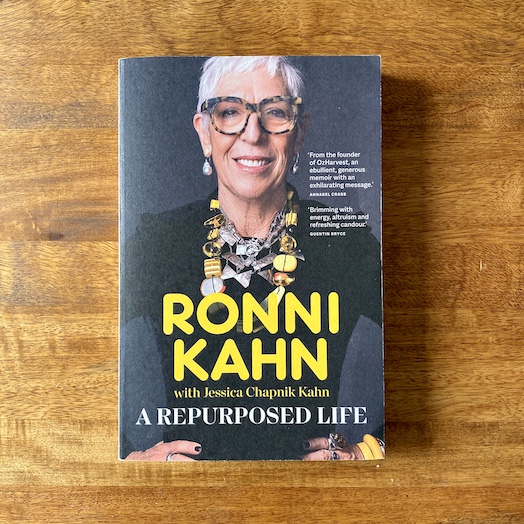 'From the founder
of OzHarvest, an
ebullient, generous
memoir with an
exhilarating message.'
ANNABEL CRABB
'Brimming with
energy, altruism and
refreshing candour.'
QUENTIN BRYCE
RONNI
KAHN
with Jessica Chapnik Kahn
A REPURPOSED LIFE